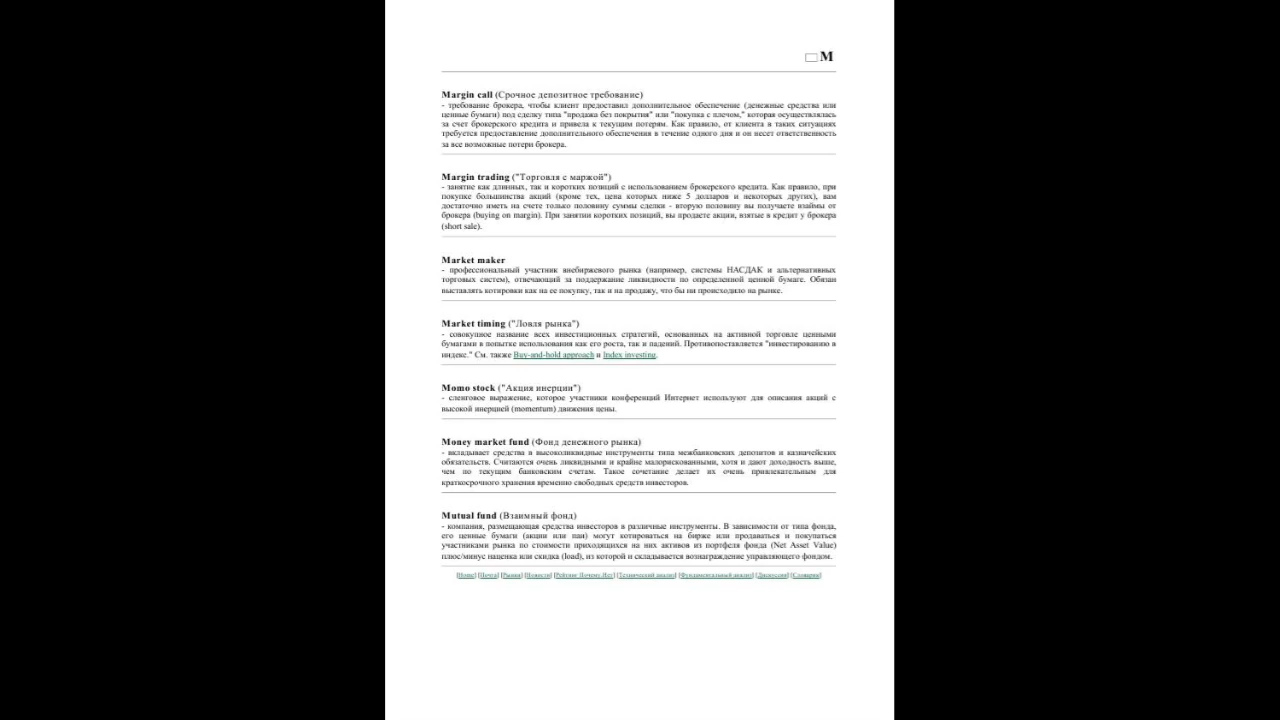 M
Margin call (Срочное депозитное требование)
- требование брокера, чтобы клиент предоставил дополнительное обеспечение (денежные средства или
ценные бумаги) под сделку типа "продажа без покрытия" или "покупка с плечом," которая осуществлялась
за счет брокерского кредита и привела к текущим потерям. Как правило, от клиента в таких ситуациях
требуется предоставление дополнительного обеспечения в течение одного дня и он несет ответственность
за все возможные потери брокера.
Margin trading ("Торговля с маржой")
- занятие как длинных, так и коротких позиций с использованием брокерского кредита. Как правило, при
покупке большинства акций (кроме тех, цена которых ниже 5 долларов и некоторых других), вам
достаточно иметь на счете только половину суммы сделки - вторую половину вы получаете взаймы от
брокера (buying on margin). При занятии коротких позиций, вы продаете акции, взятые в кредит у брокера
(short sale).
Market maker
- профессиональный участник внебиржевого рынка (например, системы НАСДАК и альтернативных
торговых систем), отвечающий за поддержание ликвидности по определенной ценной бумаге. Обязан
выставлять котировки как на ее покупку, так и на продажу, что бы ни происходило на рынке.
Market timing ("Ловля рынка")
- совокупное название всех инвестиционных стратегий, основанных на активной торговле ценными
бумагами в попытке использования как его роста, так и падений. Противопоставляется "инвестированию в
индекс." См. также Buy-and-hold approach и Index investing.
Momo stock ("Акция инерции")
- сленговое выражение, которое участники конференций Интернет используют для описания акций с
высокой инерцией (momentum) движения цены.
Money market fund (Фонд денежного рынка)
- вкладывает средства в высоколиквидные инструменты типа межбанковских депозитов и казначейских
обязательств. Считаются очень ликвидными и крайне малорискованными, хотя и дают доходность выше,
чем по текущим банковским счетам. Такое сочетание делает их очень привлекательным для
краткосрочного хранения временно свободных средств инвесторов.
Mutual fund (Взаимный фонд)
- компания, размещающая средства инвесторов в различные инструменты. В зависимости от типа фонда,
его ценные бумаги (акции или паи) могут котироваться на бирже или продаваться и покупаться
участниками рынка по стоимости приходящихся на них активов из портфеля фонда (Net Asset Value)
плюс/минус наценка или скидка (load), из которой и складывается вознаграждение управляющего фондом.
[Home] [Почта] [Рынки] [Новости] [Рейтинг Почему.Нет] [Технический анализ] [Фундаментальный анализ] [Дискуссии] [Словарик]